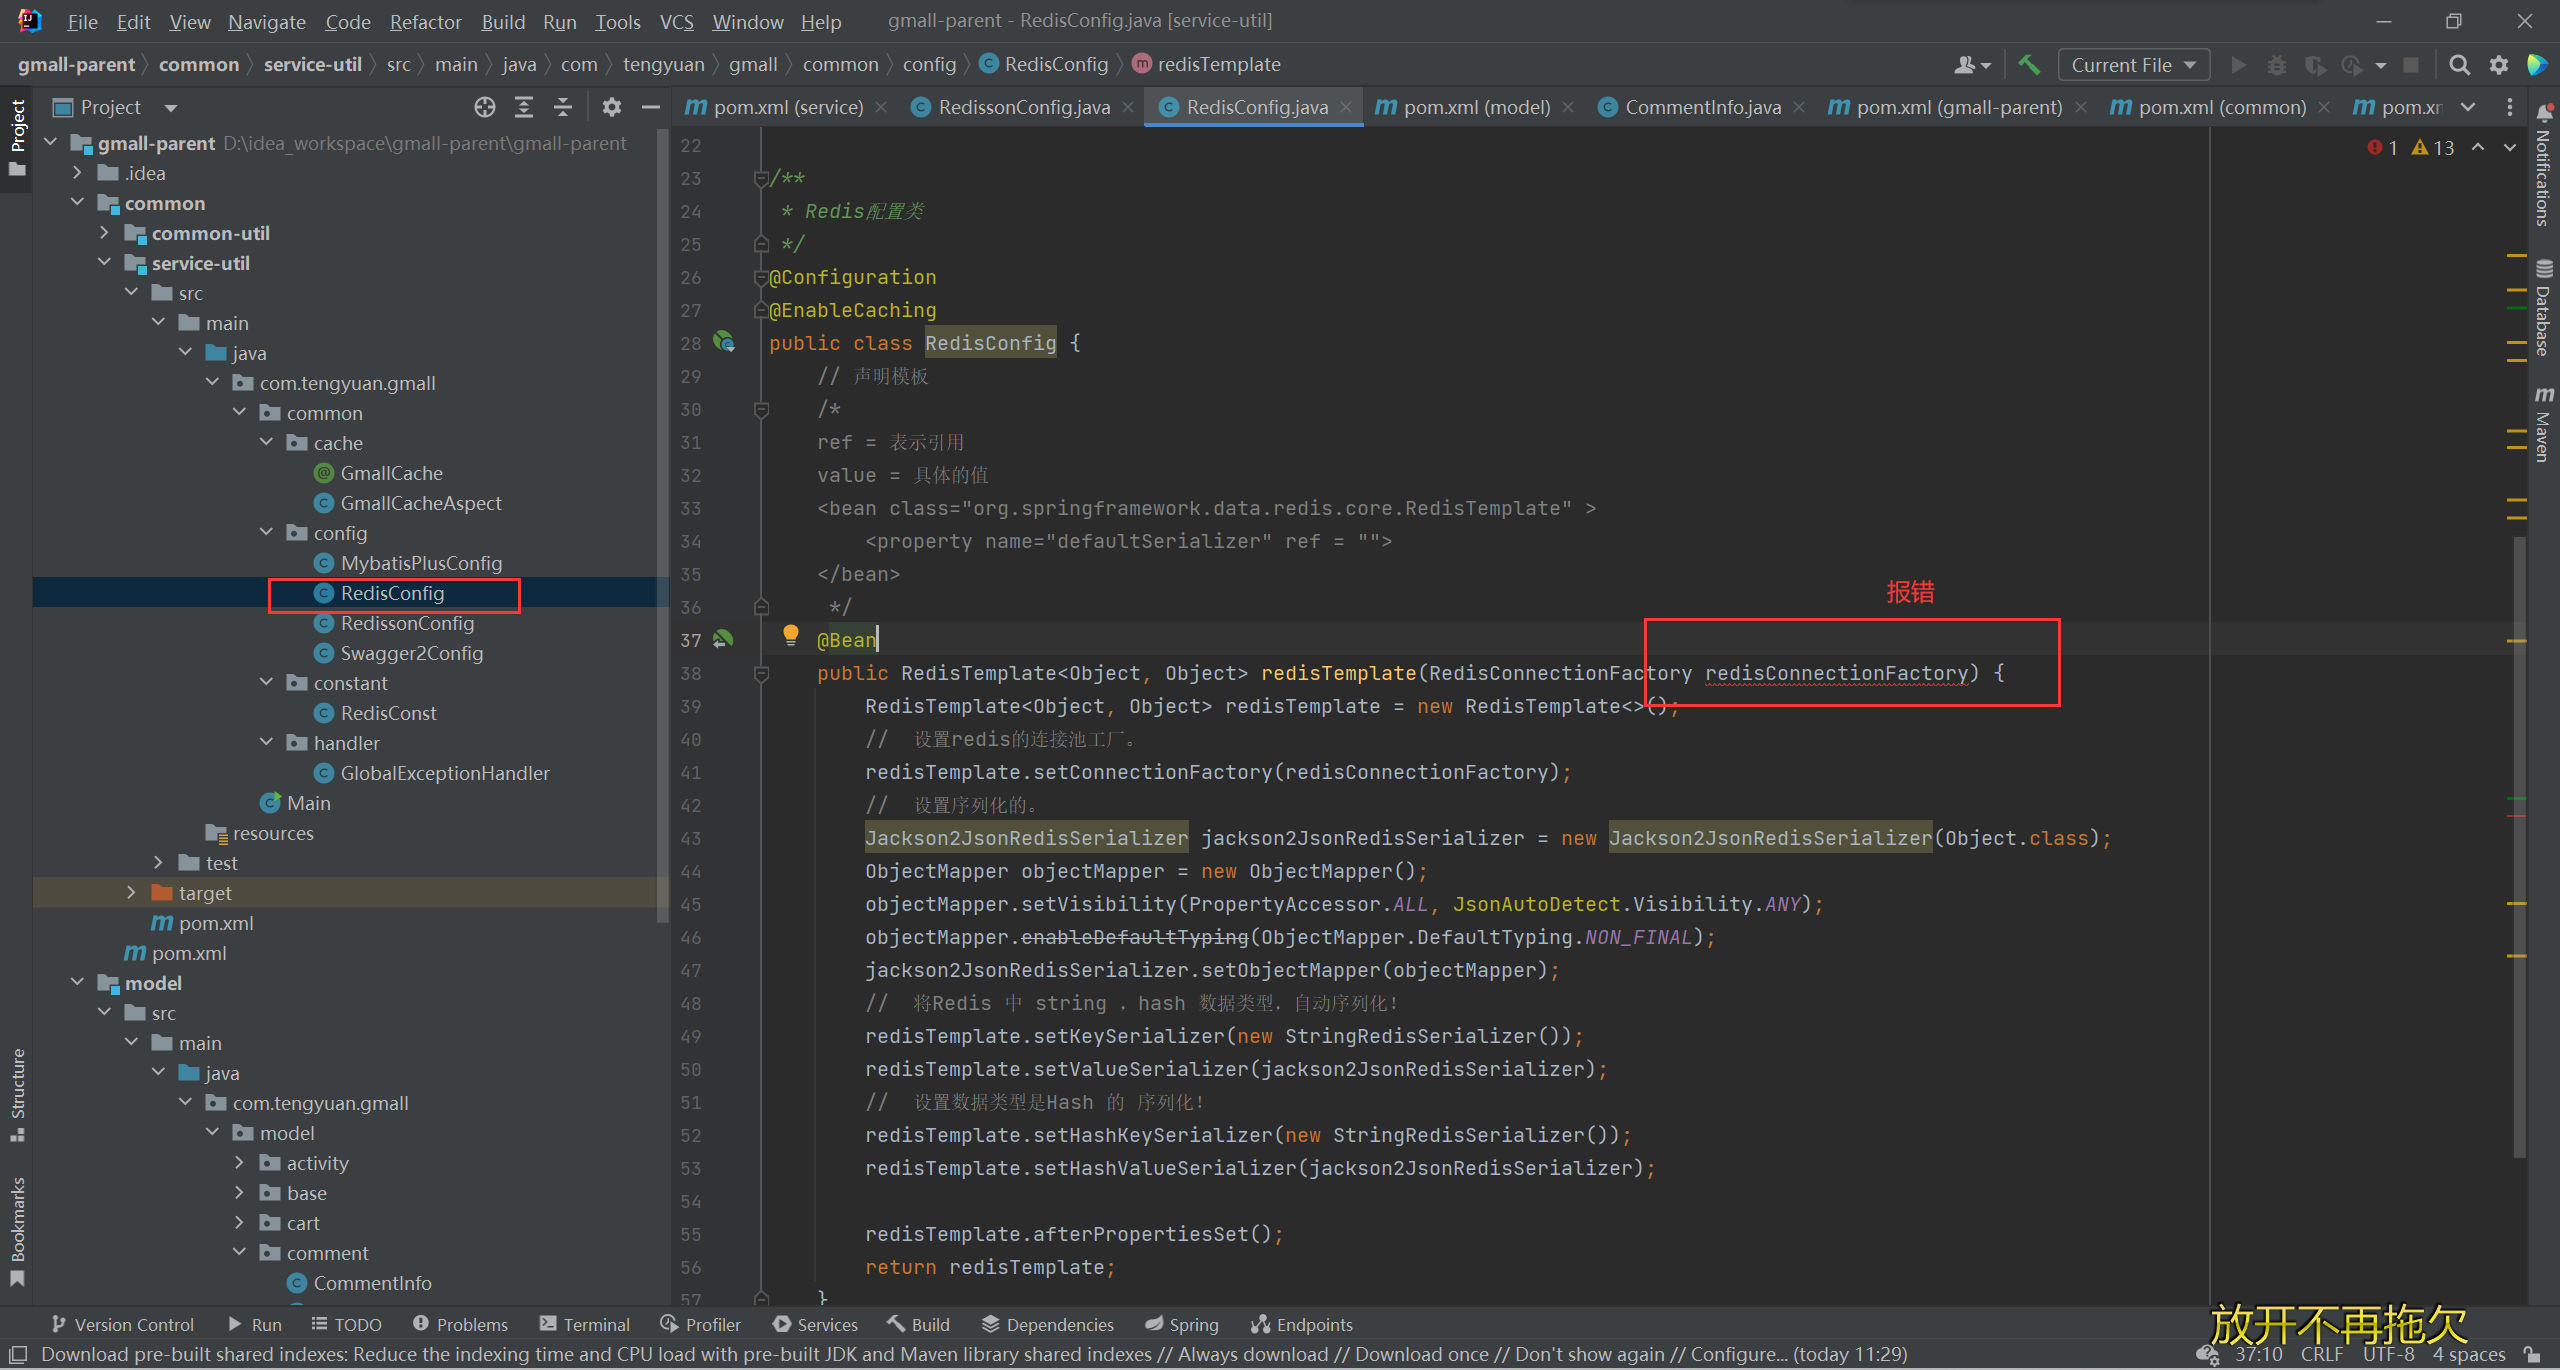 File Edit View Navigate Code Refactor Build Run Tools VCS Window Help gmall-parent - RedisConfig.java [service-util]
gmall-parent common service-util src main java com tengyuan gmall common config RedisConfig redisTemplate Current File
Project
pom.xml (service) RedissonConfig.java RedisConfig.java pom.xml (model) CommentInfo.java pom.xml (gmall-parent) pom.xml (common)
Project
Structure
Bookmarks
gmall-parent D:\idea_workspace\gmall-parent\gmall-parent
.idea
common
common-util
service-util
src
main
java
com.tengyuan.gmall
common
cache
GmallCache
GmallCacheAspect
config
MybatisPlusConfig
RedisConfig
RedissonConfig
Swagger2Config
constant
RedisConst
handler
GlobalExceptionHandler
Main
resources
test
target
pom.xml
pom.xml
model
src
main
java
com.tengyuan.gmall
model
activity
base
cart
comment
CommentInfo
1 13
22
23 /**
24 * Redis配置类
25 */
26 @Configuration
27 @EnableCaching
28 public class RedisConfig {
29 // 声明模板
30 /*
31 ref = 表示引用
32 value = 具体的值
33 <bean class="org.springframework.data.redis.core.RedisTemplate" >
34 <property name="defaultSerializer" ref = "">
35 </bean>
36 */
报错
37 @Bean
38 public RedisTemplate<Object, Object> redisTemplate(RedisConnectionFactory redisConnectionFactory) {
39 RedisTemplate<Object, Object> redisTemplate = new RedisTemplate<>();
40 // 设置redis的连接池工厂。
41 redisTemplate.setConnectionFactory(redisConnectionFactory);
42 // 设置序列化的。
43 Jackson2JsonRedisSerializer jackson2JsonRedisSerializer = new Jackson2JsonRedisSerializer(Object.class);
44 ObjectMapper objectMapper = new ObjectMapper();
45 objectMapper.setVisibility(PropertyAccessor.ALL, JsonAutoDetect.Visibility.ANY);
46 objectMapper.enableDefaultTyping(ObjectMapper.DefaultTyping.NON_FINAL);
47 jackson2JsonRedisSerializer.setObjectMapper(objectMapper);
48 // 将Redis 中 string ，hash 数据类型，自动序列化！
49 redisTemplate.setKeySerializer(new StringRedisSerializer());
50 redisTemplate.setValueSerializer(jackson2JsonRedisSerializer);
51 // 设置数据类型是Hash 的 序列化！
52 redisTemplate.setHashKeySerializer(new StringRedisSerializer());
53 redisTemplate.setHashValueSerializer(jackson2JsonRedisSerializer);
54
55 redisTemplate.afterPropertiesSet();
56 return redisTemplate;
57 }
Notifications
Database
Maven
放开不再拖欠
Version Control Run TODO Problems Terminal Profiler Services Build Dependencies Spring Endpoints
Download pre-built shared indexes: Reduce the indexing time and CPU load with pre-built JDK and Maven library shared indexes // Always download // Download once // Don't show again // Configure... (today 11:29) 37:10 CRLF UTF-8 4 spaces